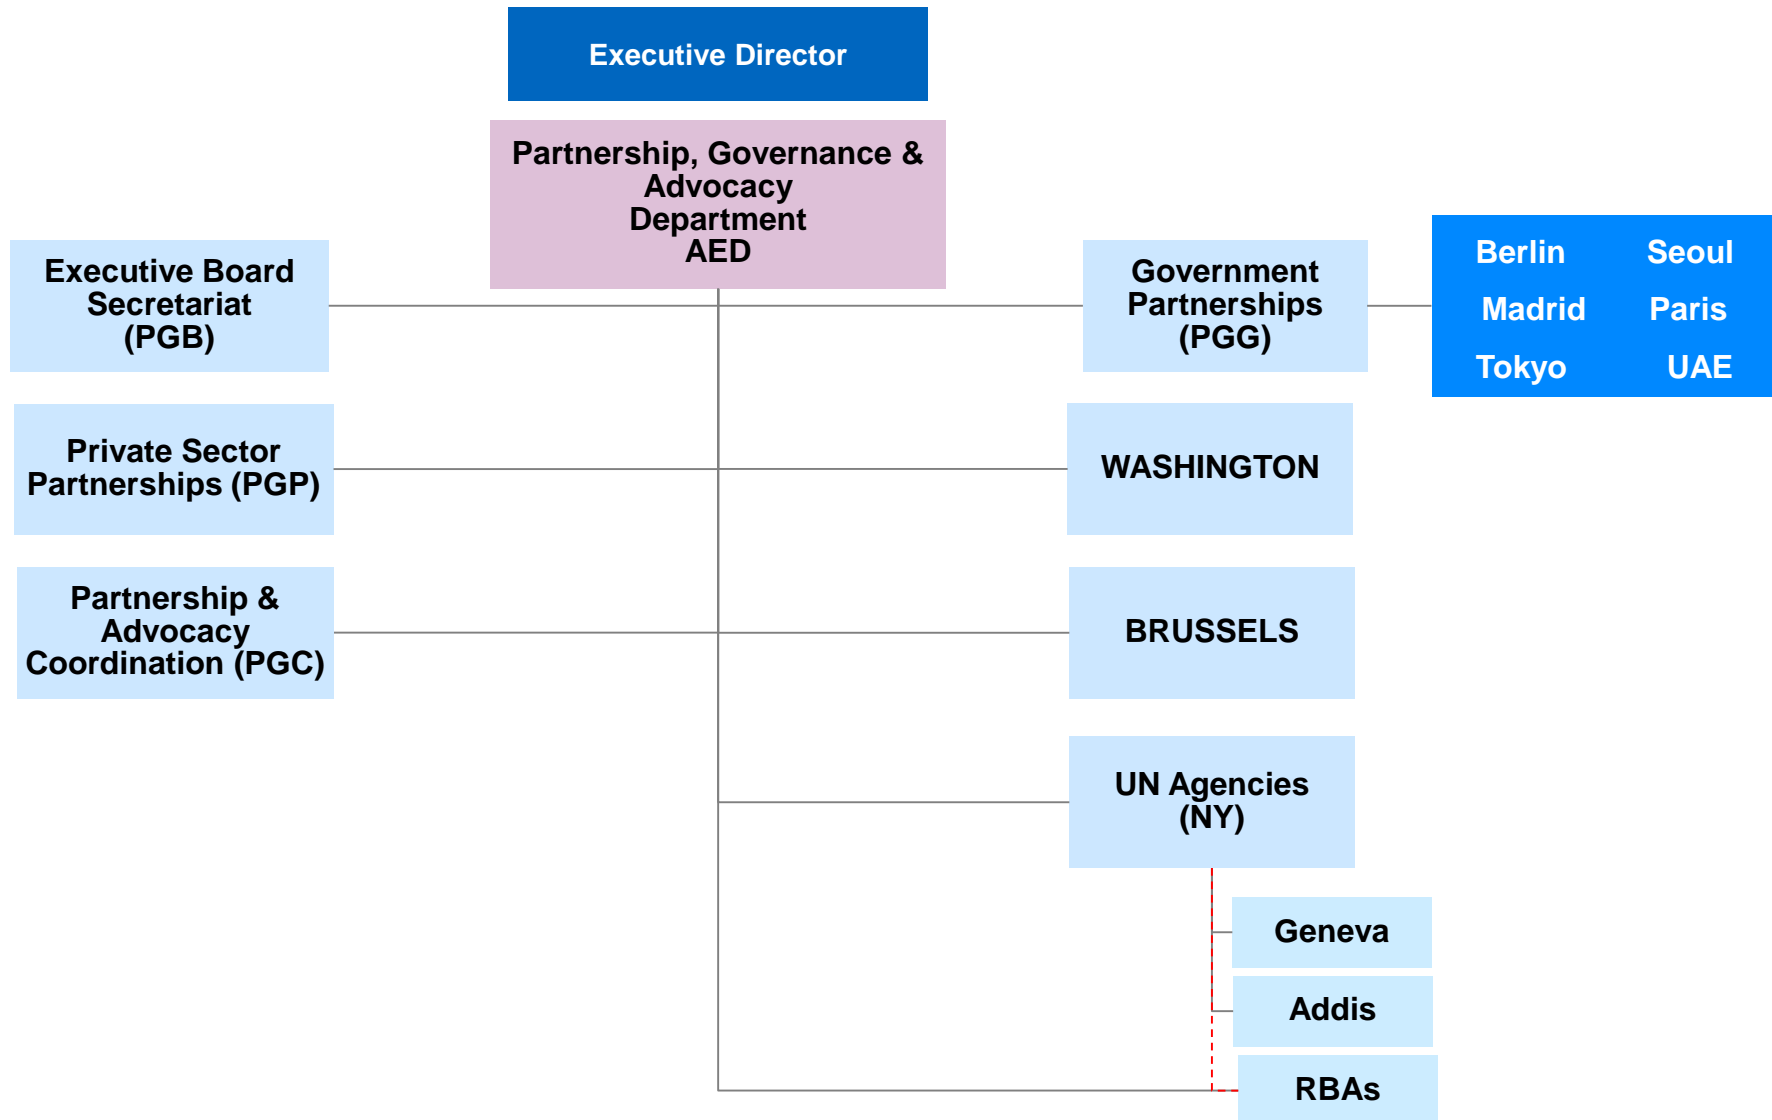 Executive Director
Partnership, Governance &
Advocacy
Department
AED
Executive Board
Secretariat
(PGB)
Government
Partnerships
(PGG)
Berlin Seoul
Madrid Paris
Tokyo UAE
Private Sector
Partnerships (PGP)
WASHINGTON
Partnership &
Advocacy
Coordination (PGC)
BRUSSELS
UN Agencies
(NY)
Geneva
Addis
RBAs